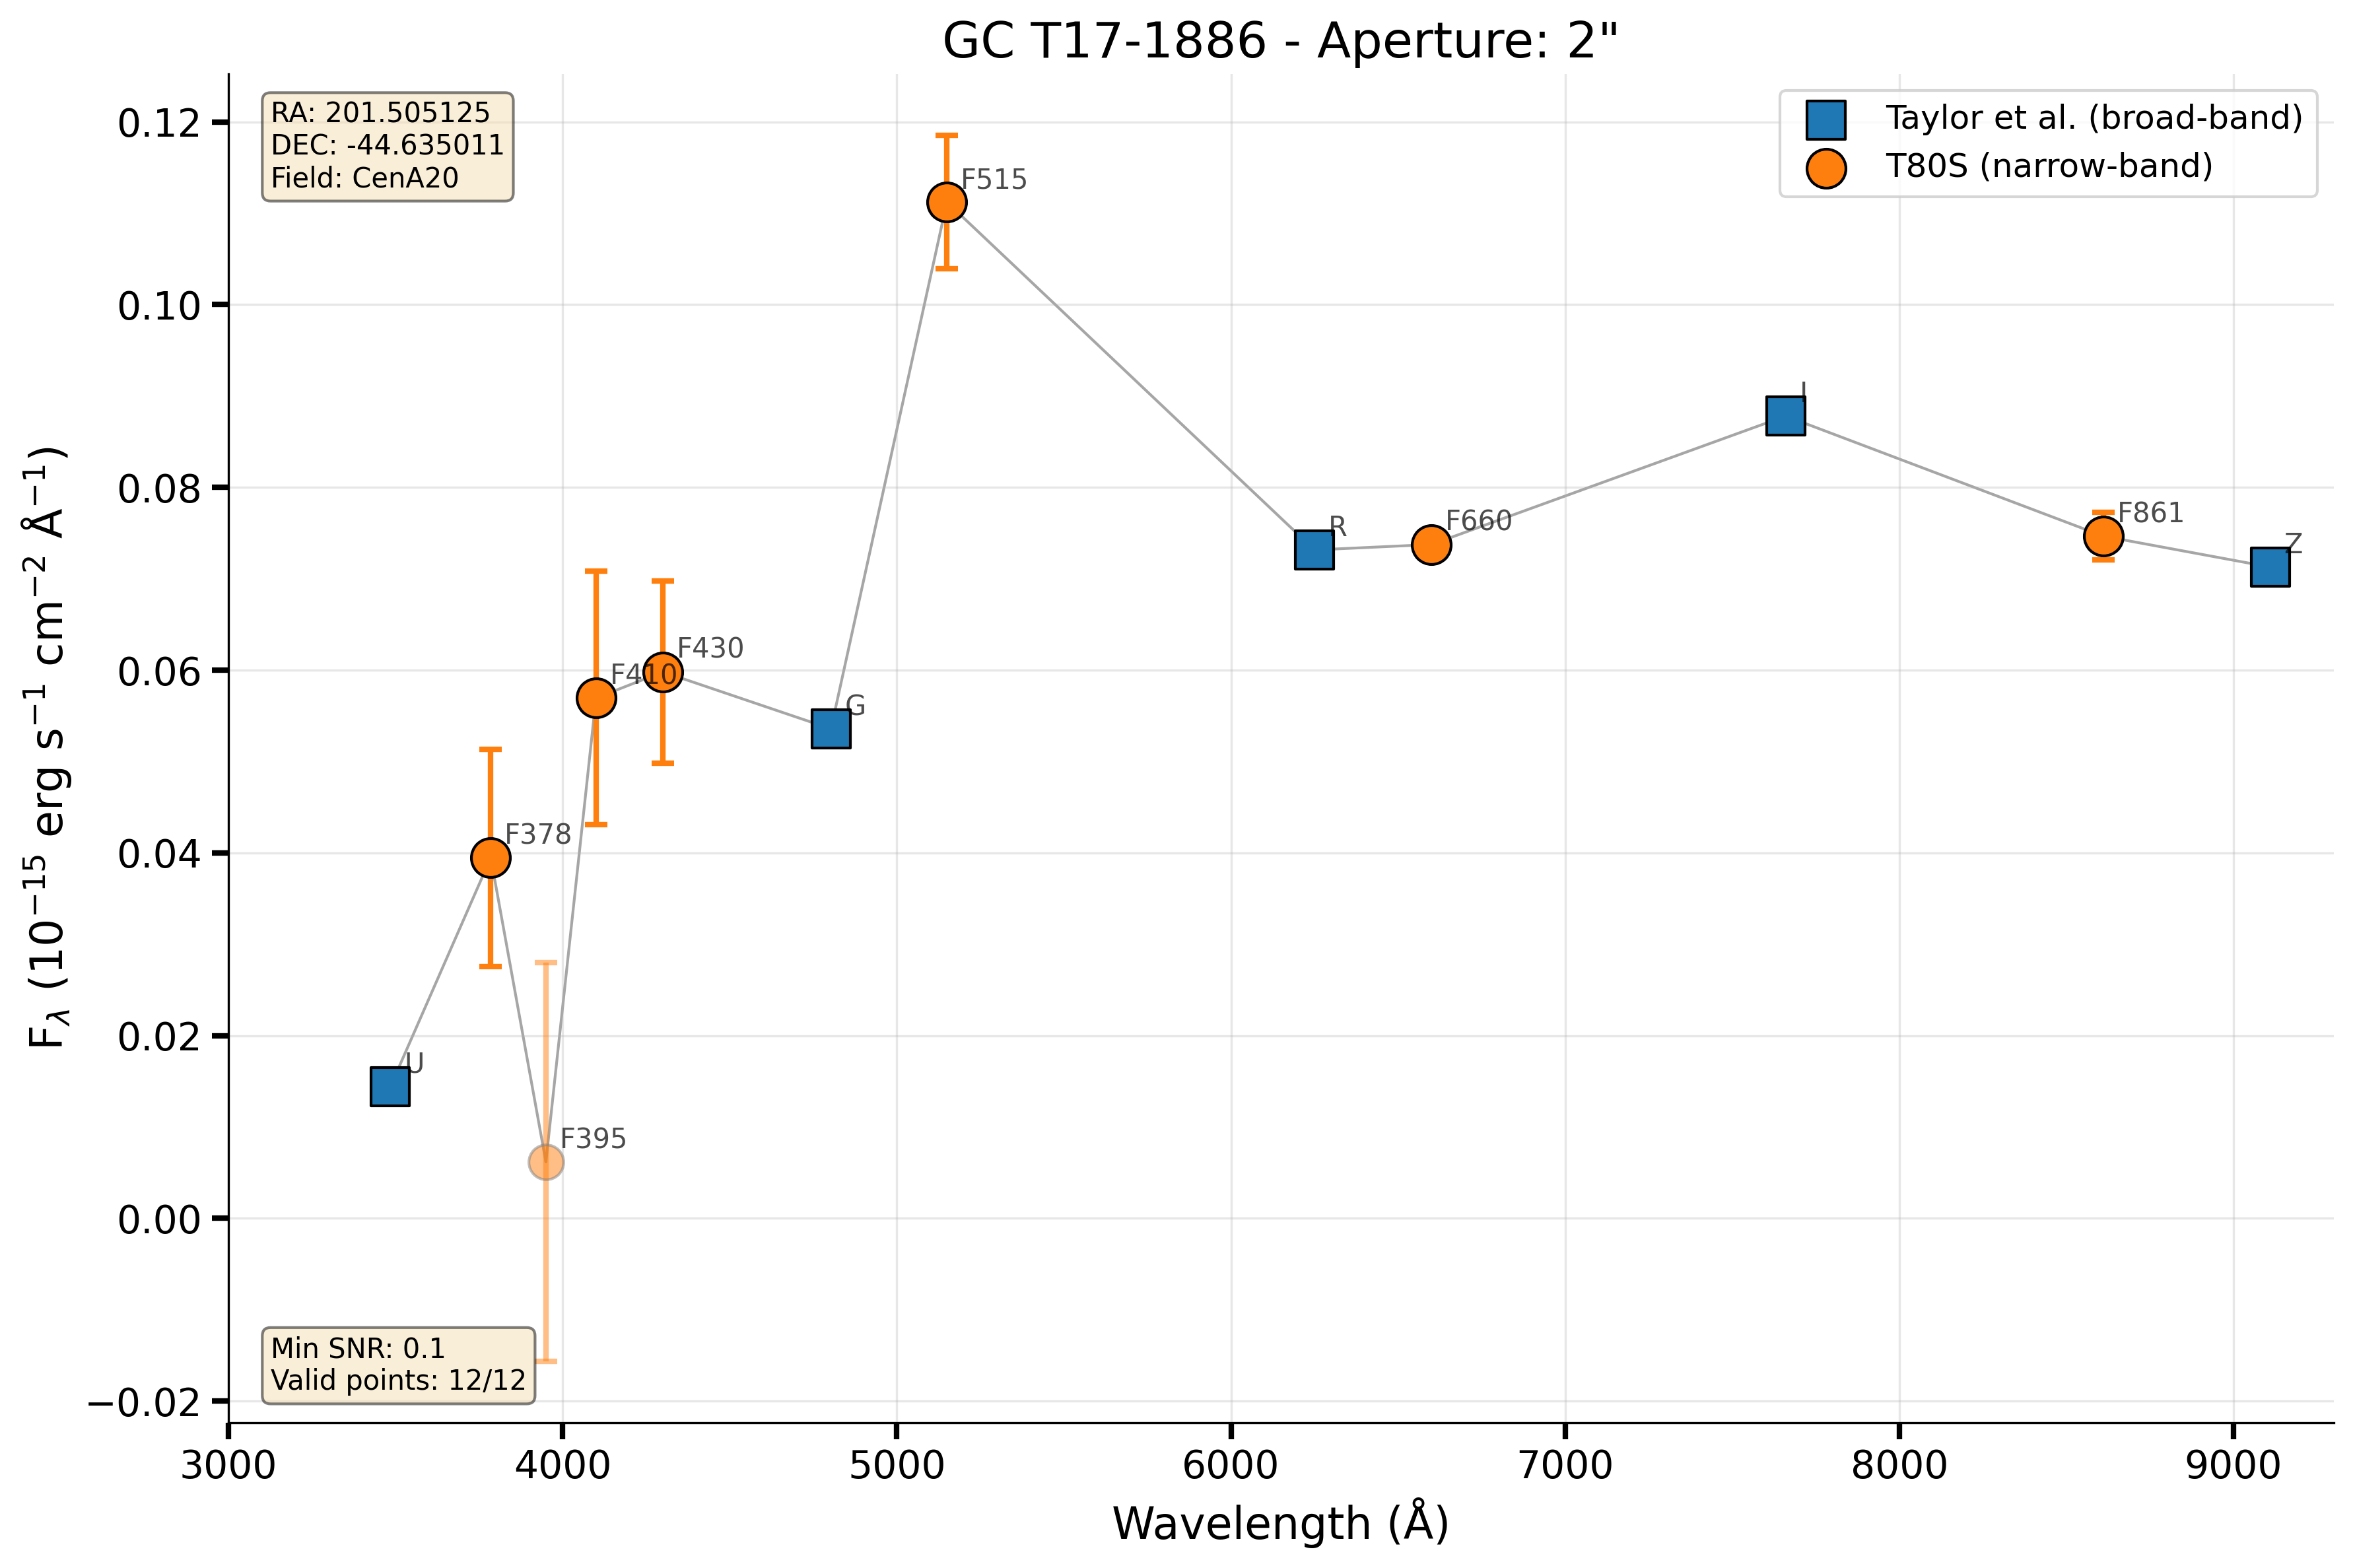 GC T17-1886 - Aperture: 2"
RA: 201.505125
DEC: -44.635011
Field: CenA20
Taylor et al. (broad-band)
T80S (narrow-band)
F515
I
R
F660
F861
Z
F430
F410
G
F378
U
F395
Min SNR: 0.1
Valid points: 12/12
0.12
0.10
0.08
0.06
0.04
0.02
0.00
−0.02
F$_{\lambda}$ (10$^{-15}$ erg s$^{-1}$ cm$^{-2}$ Å$^{-1}$)
3000 4000 5000 6000 7000 8000 9000
Wavelength (Å)